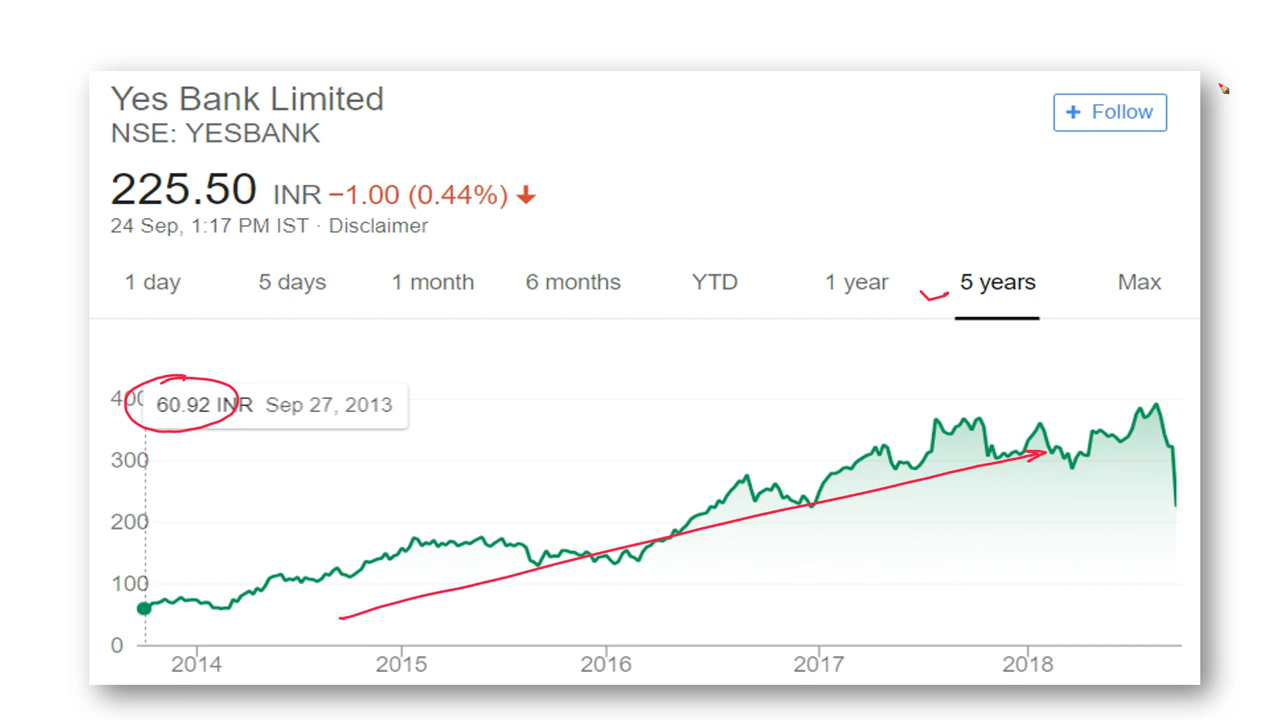 Yes Bank Limited
NSE: YESBANK
+ Follow
225.50 INR −1.00 (0.44%)
24 Sep, 1:17 PM IST · Disclaimer
1 day 5 days 1 month 6 months YTD 1 year 5 years Max
400
60.92 INR Sep 27, 2013
300
200
100
0
2014 2015 2016 2017 2018